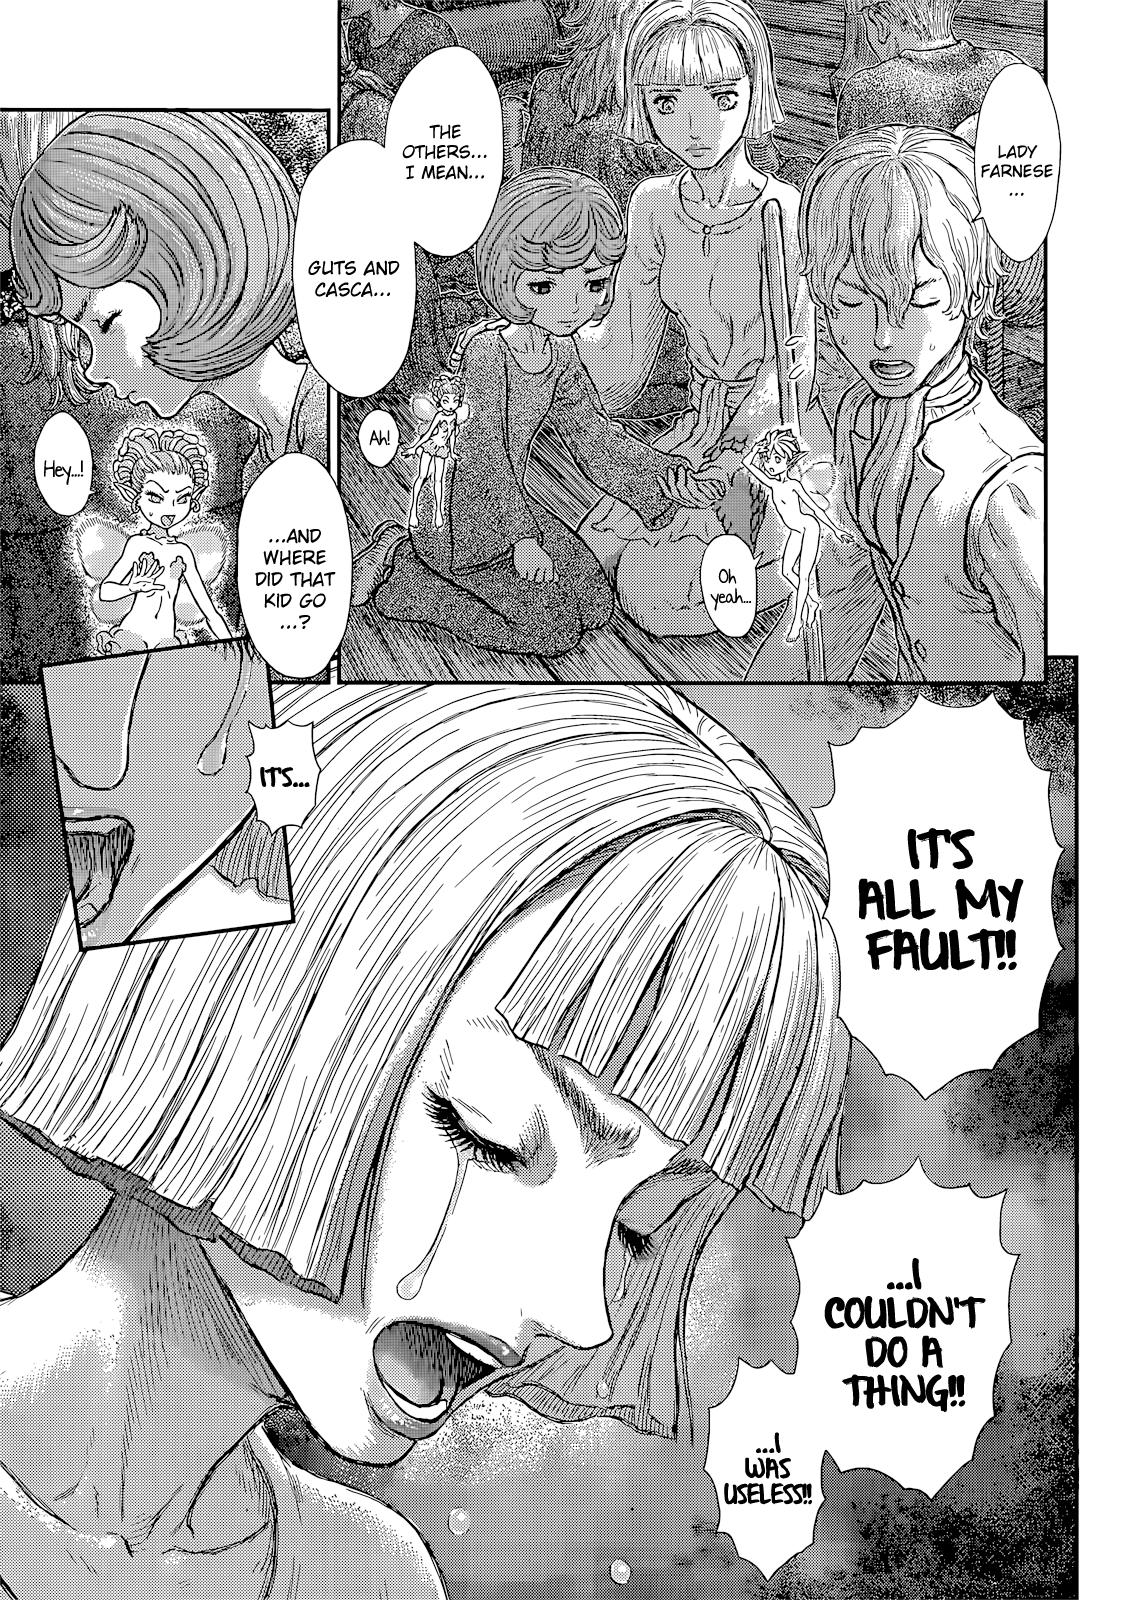 LADY
FARNESE
...
THE
OTHERS...
I MEAN...
GUTS AND
CASCA...
Ah!
Oh
yeah...
...AND
WHERE
DID THAT
KID GO
...?
Hey...!
IT'S...
IT'S
ALL MY
FAULT!!
...I
COULDN'T
DO A
THING!!
...I
WAS
USELESS!!